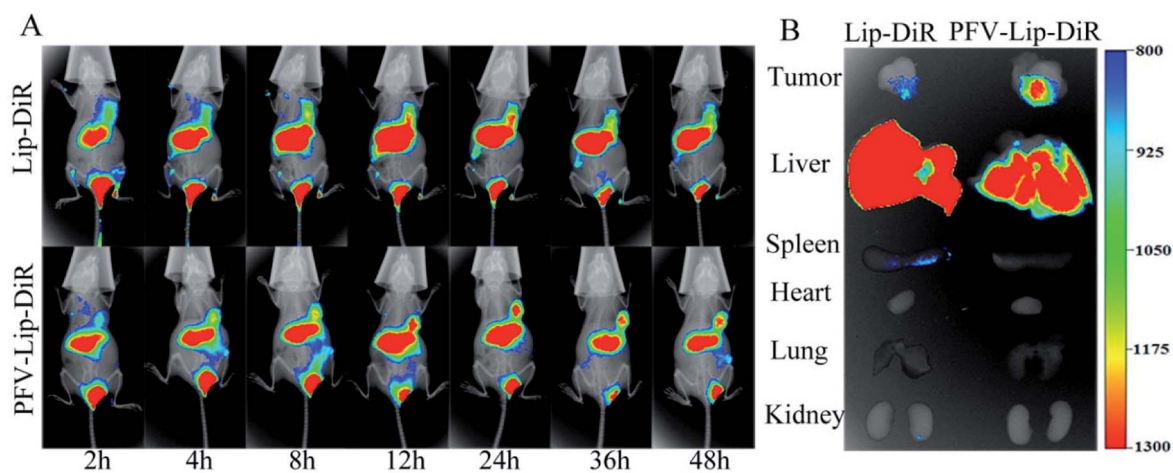 A
B
Lip-DiR PFV-Lip-DiR
Lip-DiR
PFV-Lip-DiR
2h 4h 8h 12h 24h 36h 48h
Tumor
Liver
Spleen
Heart
Lung
Kidney
800
925
1050
1175
1300